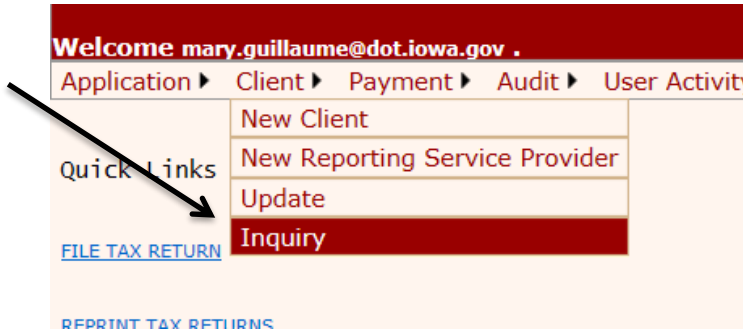 Welcome mary.guillaume@dot.iowa.gov .
Application Client Payment Audit User Activity
New Client
New Reporting Service Provider
Update
Inquiry
Quick Links
FILE TAX RETURN
REPRINT TAX RETURNS